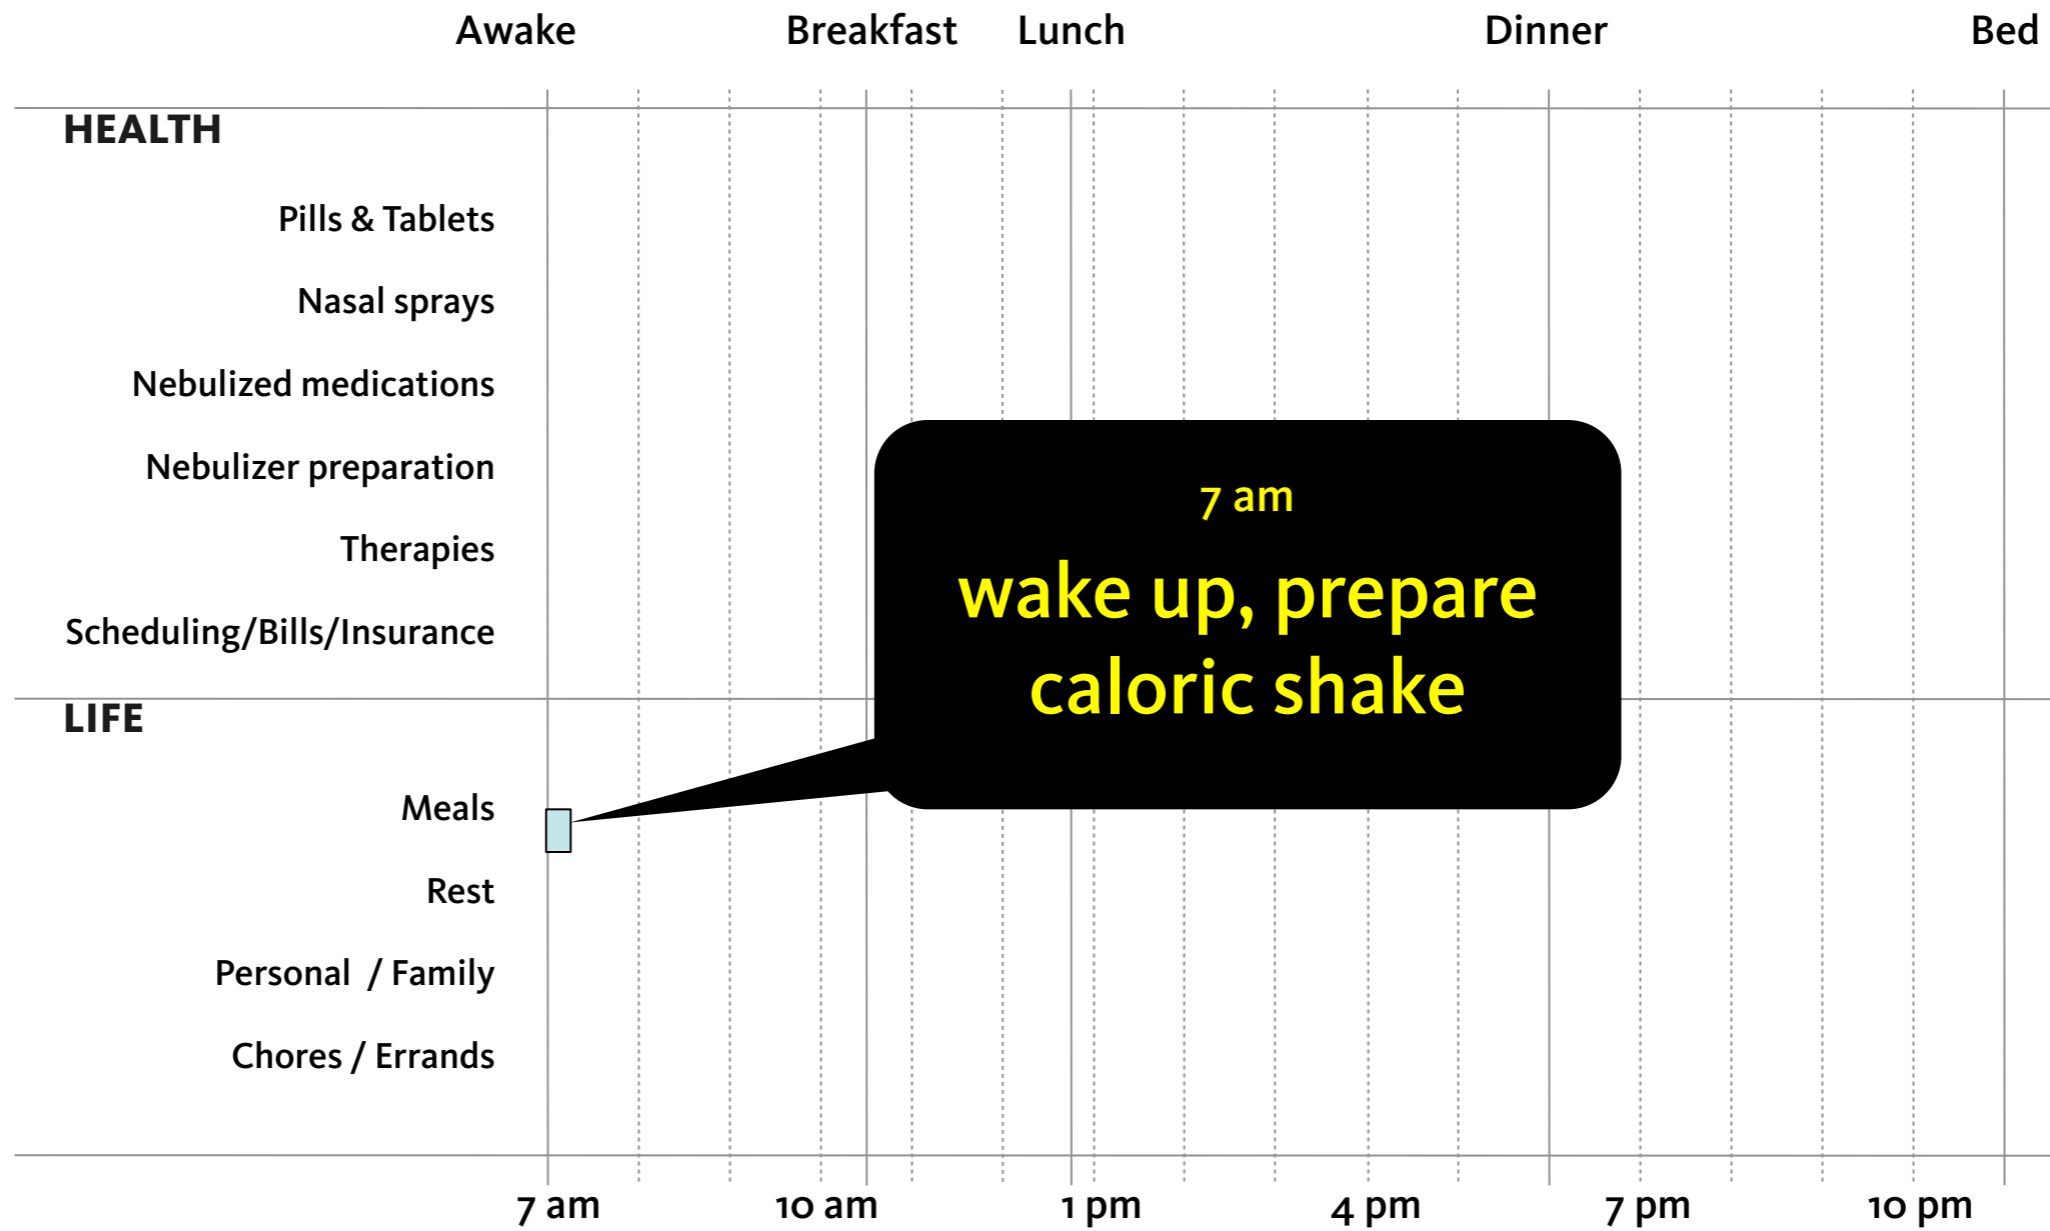 Awake Breakfast Lunch Dinner Bed
HEALTH
Pills & Tablets
Nasal sprays
Nebulized medications
Nebulizer preparation
Therapies
Scheduling/Bills/Insurance
7 am
wake up, prepare
caloric shake
LIFE
Meals
Rest
Personal / Family
Chores / Errands
7 am 10 am 1 pm 4 pm 7 pm 10 pm